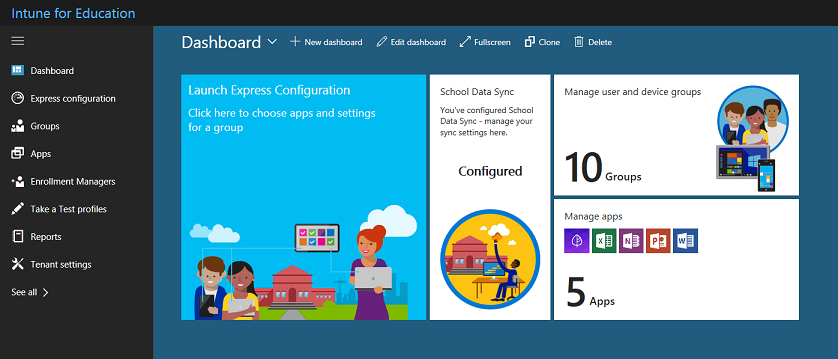 Intune for Education
Dashboard
Express configuration
Groups
Apps
Enrollment Managers
Take a Test profiles
Reports
Tenant settings
See all
Dashboard
New dashboard
Edit dashboard
Fullscreen
Clone
Delete
Launch Express Configuration
Click here to choose apps and settings
for a group
School Data Sync
You've configured School
Data Sync - manage your
sync settings here.
Configured
Manage user and device groups
10 Groups
Manage apps
X N P W
5 Apps